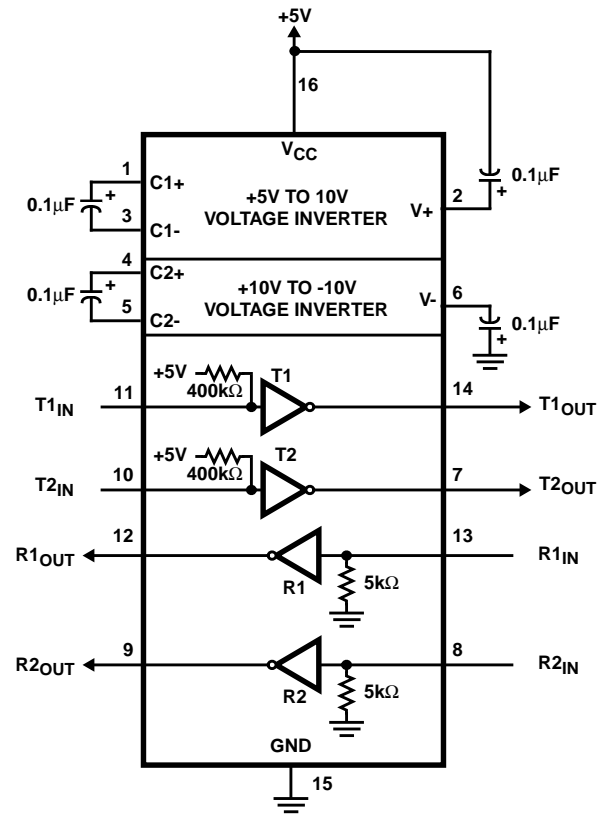 +5V
16
VCC
1
C1+
0.1μF
+
3
C1-
+5V TO 10V
VOLTAGE INVERTER
V+
2
0.1μF
+
4
C2+
0.1μF
+
5
C2-
+10V TO -10V
VOLTAGE INVERTER
V-
6
0.1μF
+
T1IN
11
+5V
400kΩ
T1
14
T1OUT
T2IN
10
+5V
400kΩ
T2
7
T2OUT
R1OUT
12
R1
5kΩ
13
R1IN
R2OUT
9
R2
5kΩ
8
R2IN
GND
15